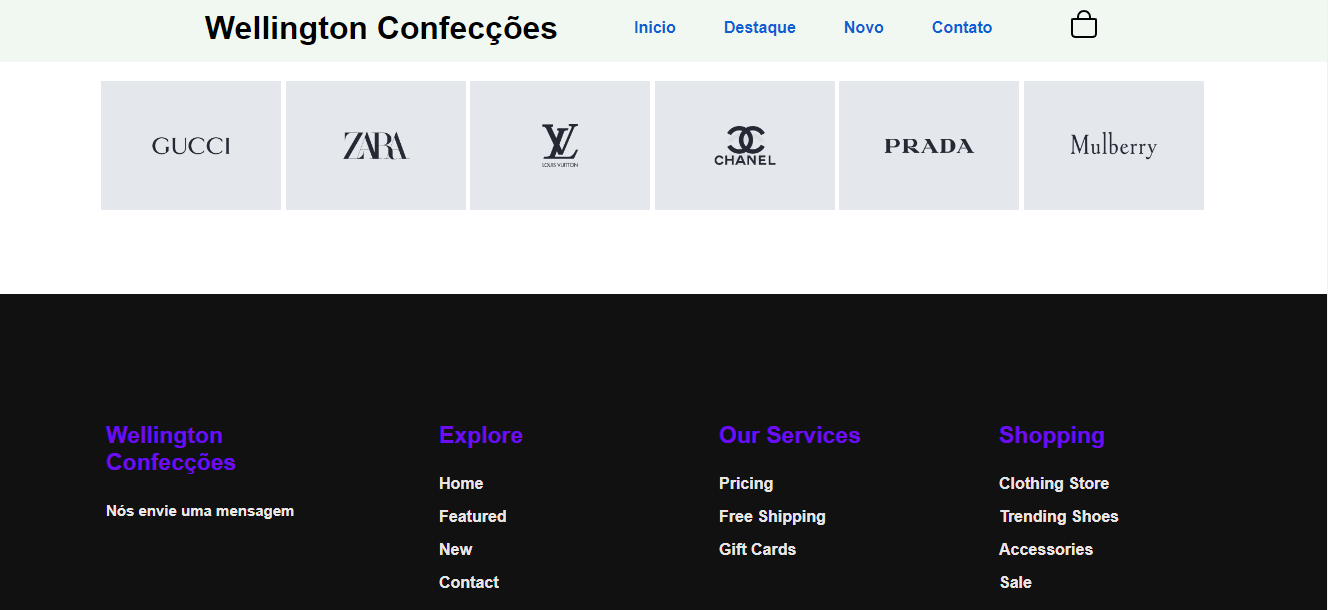 Wellington Confecções
Inicio
Destaque
Novo
Contato
GUCCI
ZARA
LV
LOUIS VUITTON
CHANEL
PRADA
Mulberry
Wellington
Confecções
Nós envie uma mensagem
Explore
Home
Featured
New
Contact
Our Services
Pricing
Free Shipping
Gift Cards
Shopping
Clothing Store
Trending Shoes
Accessories
Sale